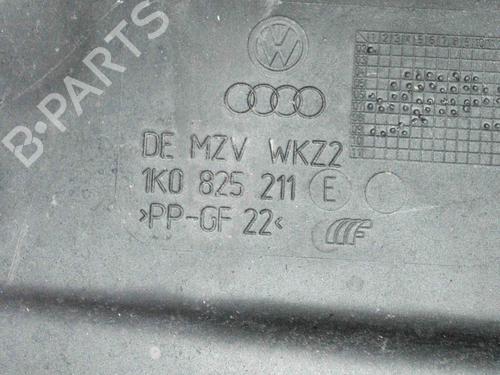 B-PARTS
DE MZV WKZ2
1K0 825 211 E
>PP-GF 22<